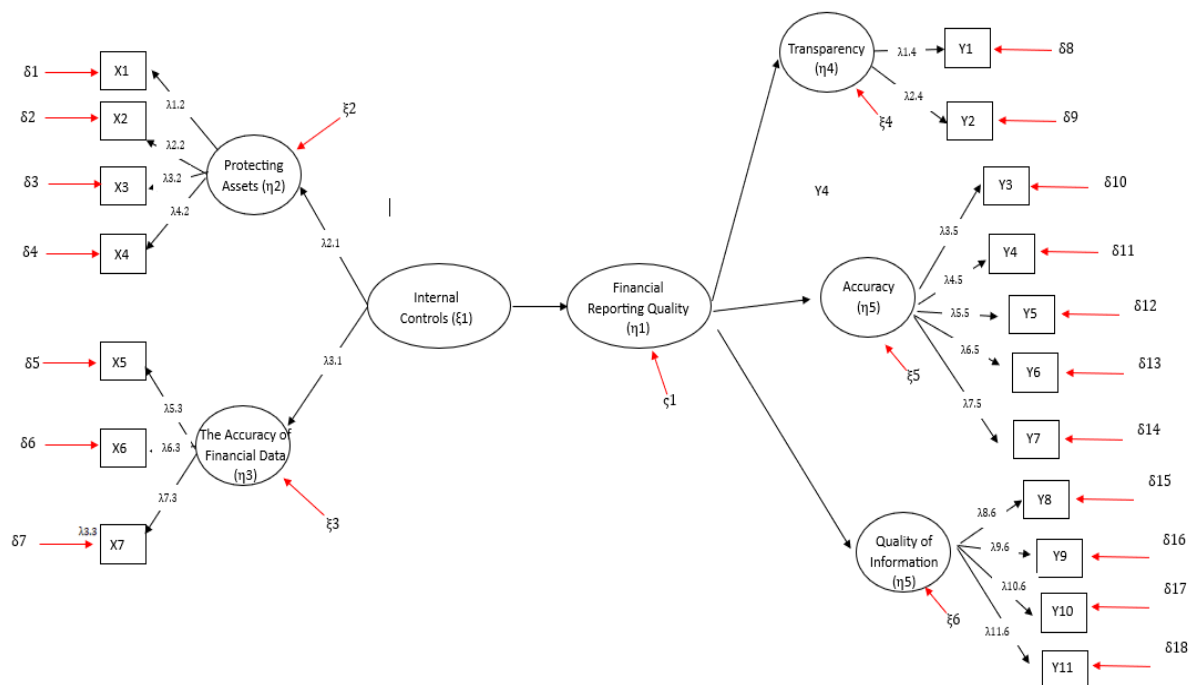 δ1
X1
λ1.2
δ2
X2
λ2.2
δ3
X3
λ3.2
δ4
X4
λ4.2
ξ2
Protecting
Assets (η2)
λ2.1
Internal
Controls (ξ1)
λ3.1
δ5
X5
λ5.3
δ6
X6
λ6.3
δ7
λ3.3
X7
λ7.3
The Accuracy of
Financial Data
(η3)
ξ3
Financial
Reporting Quality
(η1)
ς1
Transparency
(η4)
ξ4
λ1.4
Y1
δ8
λ2.4
Y2
δ9
Y4
Accuracy
(η5)
ξ5
λ3.5
Y3
δ10
λ4.5
Y4
δ11
λ5.5
Y5
δ12
λ6.5
Y6
δ13
λ7.5
Y7
δ14
Quality of
Information
(η5)
ξ6
λ8.6
Y8
δ15
λ9.6
Y9
δ16
λ10.6
Y10
δ17
λ11.6
Y11
δ18